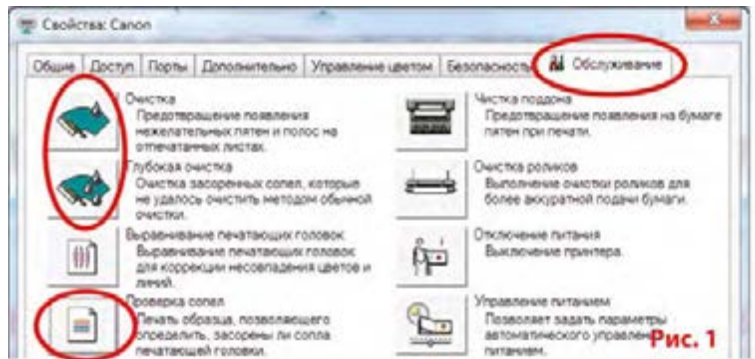 Свойства: Canon
Общие Доступ Порты Дополнительно Управление цветом Безопасность Обслуживание
Очистка
Предотвращение появления
нежелательных пятен и полос на
отпечатанных листах.
Глубокая очистка
Очистка засоренных сопел, которые
не удалось очистить методом обычной
очистки.
Выравнивание печатающих головок
Выравнивание печатающих головок
для коррекции несовпадения цветов и
линий.
Проверка сопел
Печать образца, позволяющего
определить, засорены ли сопла
печатающей головки.
Чистка поддона
Предотвращение появления на бумаге
пятен при печати.
Очистка роликов
Выполнение очистки роликов для
более аккуратной подачи бумаги.
Отключение питания
Выключение принтера.
Управление питанием
Позволяет задать параметры
автоматического управления
питанием.
Рис. 1